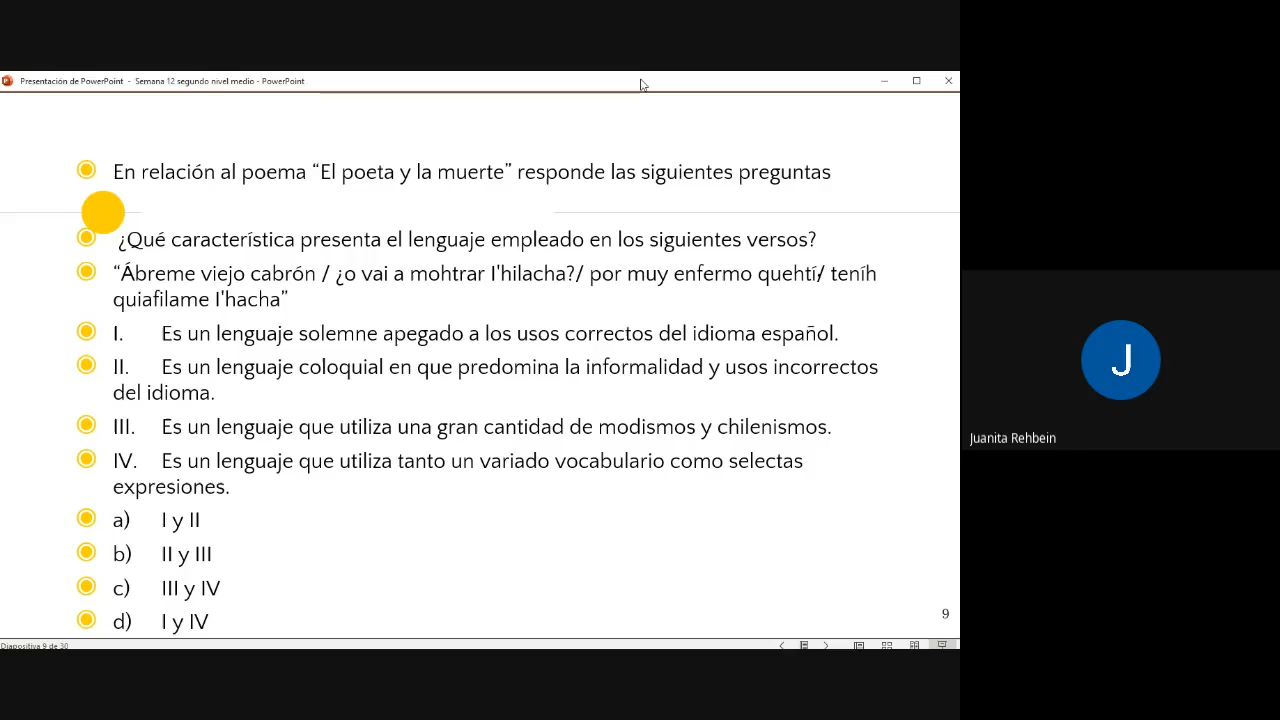 Presentación de PowerPoint - Semana 12 segundo nivel medio - PowerPoint
En relación al poema “El poeta y la muerte” responde las siguientes preguntas
¿Qué característica presenta el lenguaje empleado en los siguientes versos?
“Ábreme viejo cabrón / ¿o vai a mohtrar I'hilacha?/ por muy enfermo quehtí/ teníh
quiafilame I'hacha”
I. Es un lenguaje solemne apegado a los usos correctos del idioma español.
II. Es un lenguaje coloquial en que predomina la informalidad y usos incorrectos
del idioma.
III. Es un lenguaje que utiliza una gran cantidad de modismos y chilenismos.
IV. Es un lenguaje que utiliza tanto un variado vocabulario como selectas
expresiones.
a) I y II
b) II y III
c) III y IV
d) I y IV
9
Diapositiva 9 de 30
J
Juanita Rehbein